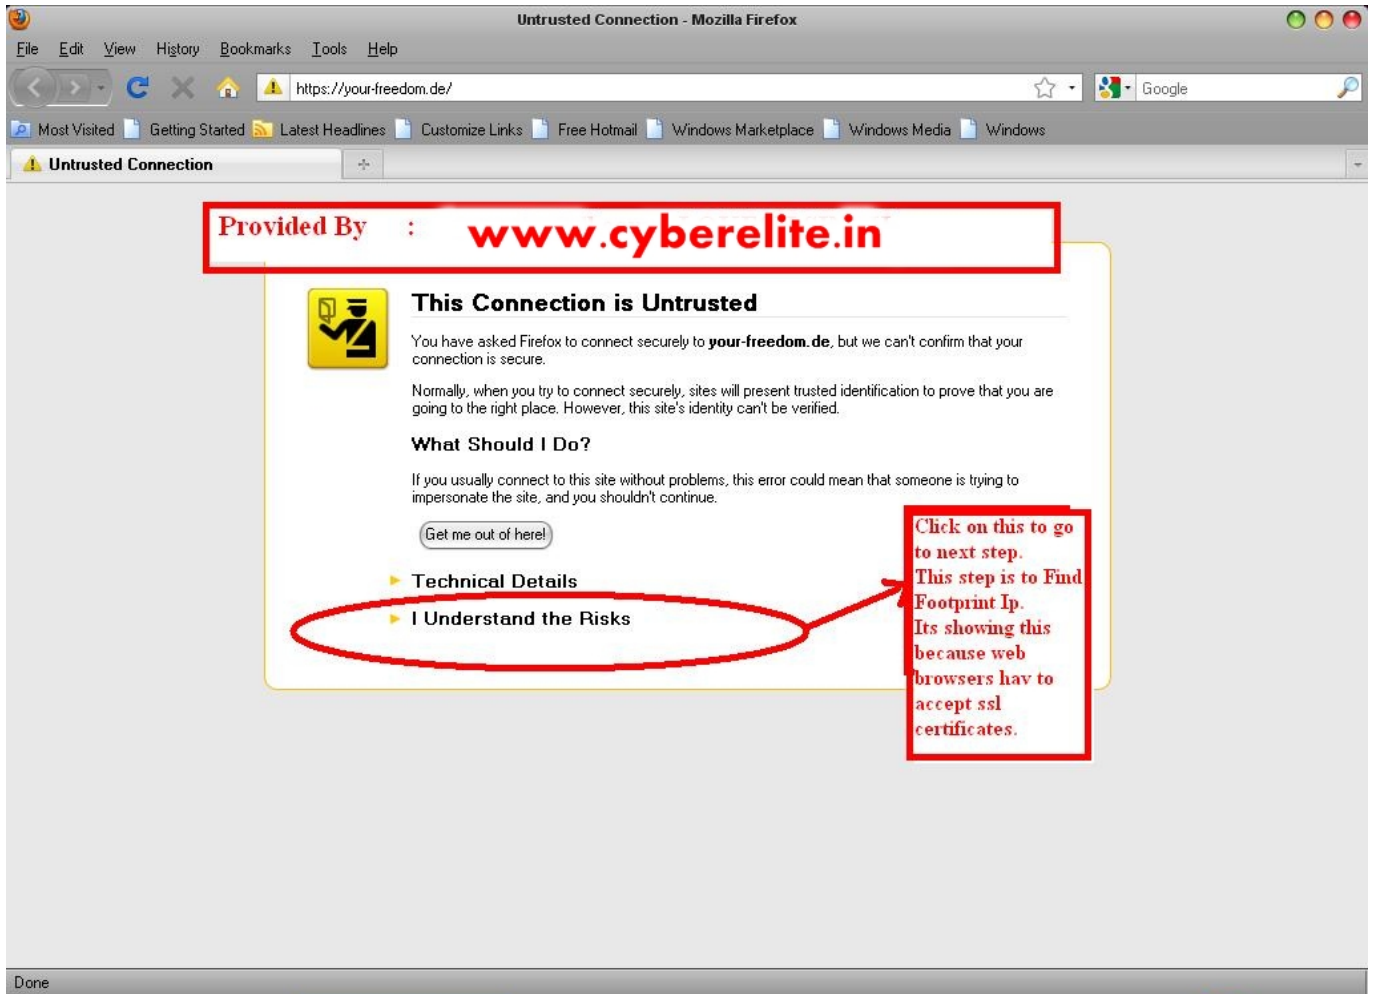 Untrusted Connection - Mozilla Firefox
File Edit View History Bookmarks Tools Help
https://your-freedom.de/
Google
Most Visited Getting Started Latest Headlines Customize Links Free Hotmail Windows Marketplace Windows Media Windows
Untrusted Connection
Provided By : www.cyberelite.in
This Connection is Untrusted
You have asked Firefox to connect securely to your-freedom.de, but we can't confirm that your
connection is secure.
Normally, when you try to connect securely, sites will present trusted identification to prove that you are
going to the right place. However, this site's identity can't be verified.
What Should I Do?
If you usually connect to this site without problems, this error could mean that someone is trying to
impersonate the site, and you shouldn't continue.
Get me out of here!
Technical Details
I Understand the Risks
Click on this to go
to next step.
This step is to Find
Footprint Ip.
Its showing this
because web
browsers hav to
accept ssl
certificates.
Done